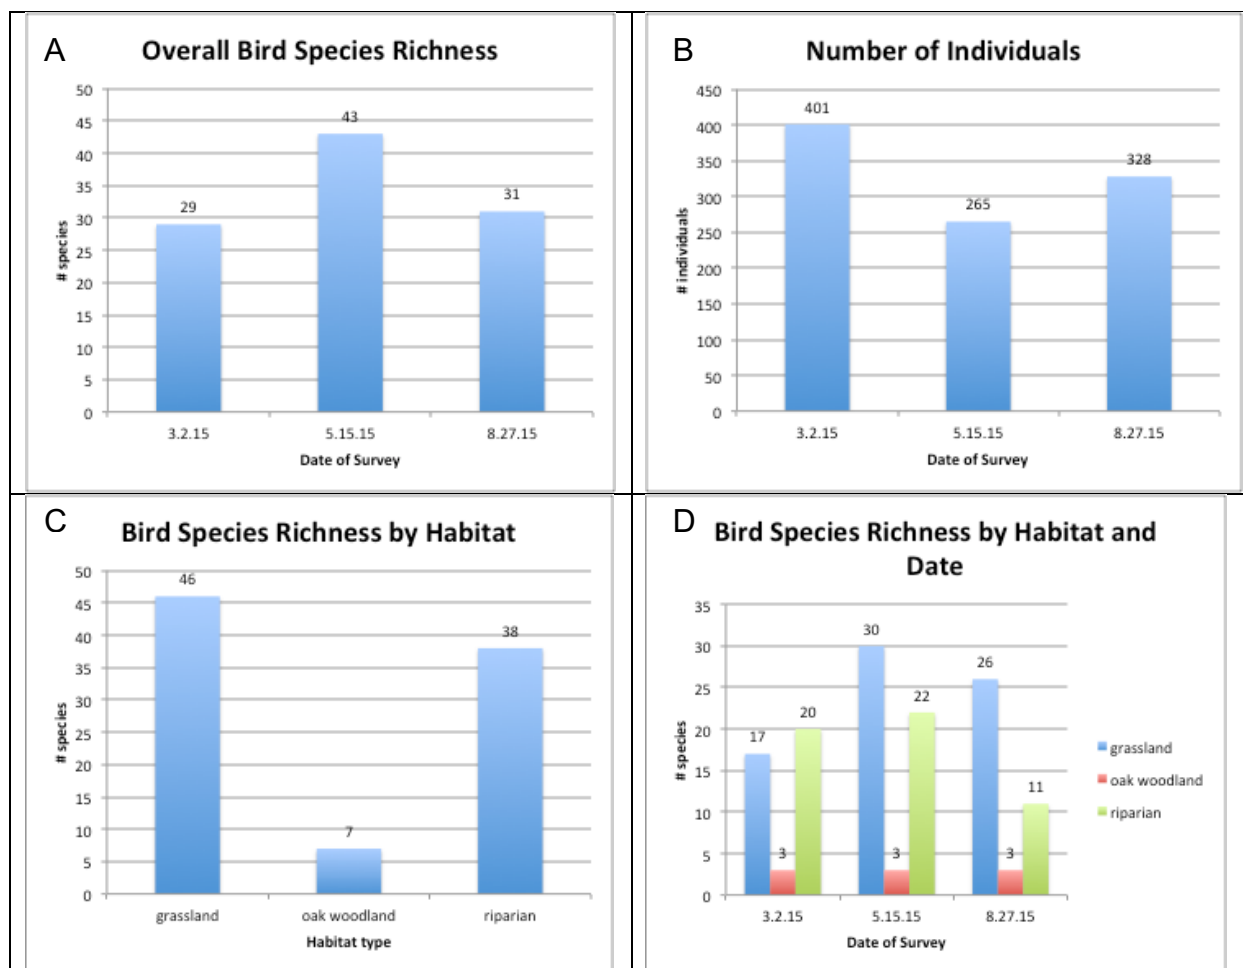 A
Overall Bird Species Richness
50
45
40
35
30
25
20
15
10
5
0
# species
29
43
31
3.2.15
5.15.15
8.27.15
Date of Survey
B
Number of Individuals
450
400
350
300
250
200
150
100
50
0
# individuals
401
265
328
3.2.15
5.15.15
8.27.15
Date of Survey
C
Bird Species Richness by Habitat
50
45
40
35
30
25
20
15
10
5
0
# species
46
7
38
grassland
oak woodland
riparian
Habitat type
D
Bird Species Richness by Habitat and
Date
35
30
25
20
15
10
5
0
# species
17
3
20
30
3
22
26
3
11
3.2.15
5.15.15
8.27.15
Date of Survey
grassland
oak woodland
riparian